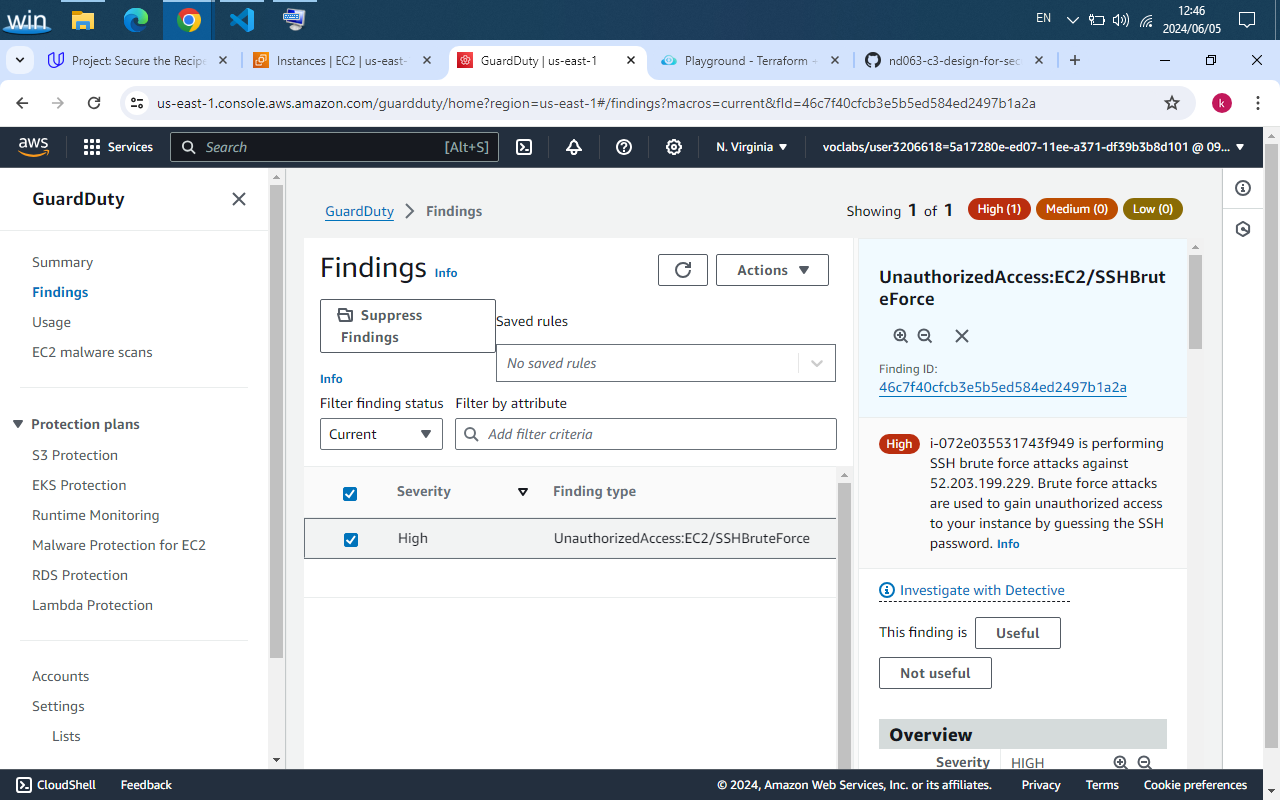 win
EN
12:46
2024/06/05
Project: Secure the Recipe
Instances | EC2 | us-east-
GuardDuty | us-east-1
Playground - Terraform +
nd063-c3-design-for-sec
us-east-1.console.aws.amazon.com/guardduty/home?region=us-east-1#/findings?macros=current&fId=46c7f40cfcb3e5b5ed584ed2497b1a2a
k
aws
Services
Search
[Alt+S]
N. Virginia
voclabs/user3206618=5a17280e-ed07-11ee-a371-df39b3b8d101 @ 09...
GuardDuty
Summary
Findings
Usage
EC2 malware scans
Protection plans
S3 Protection
EKS Protection
Runtime Monitoring
Malware Protection for EC2
RDS Protection
Lambda Protection
Accounts
Settings
Lists
GuardDuty
Findings
Showing 1 of 1
High (1)
Medium (0)
Low (0)
Findings Info
Actions
Suppress
Findings
Saved rules
No saved rules
Info
Filter finding status
Filter by attribute
Current
Add filter criteria
Severity
Finding type
High
UnauthorizedAccess:EC2/SSHBruteForce
UnauthorizedAccess:EC2/SSHBrut
eForce
Finding ID:
46c7f40cfcb3e5b5ed584ed2497b1a2a
High
i-072e035531743f949 is performing
SSH brute force attacks against
52.203.199.229. Brute force attacks
are used to gain unauthorized access
to your instance by guessing the SSH
password. Info
Investigate with Detective
This finding is
Useful
Not useful
Overview
Severity
HIGH
CloudShell
Feedback
© 2024, Amazon Web Services, Inc. or its affiliates.
Privacy
Terms
Cookie preferences